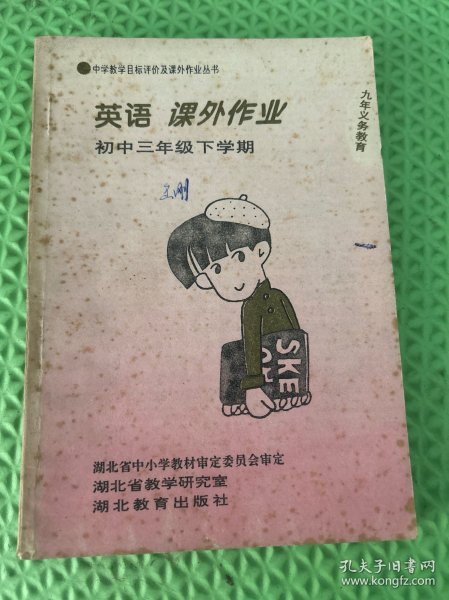 中学教学目标评价及课外作业丛书
英语 课外作业
初中三年级下学期
九年义务教育
王刚
SKE
湖北省中小学教材审定委员会审定
湖北省教学研究室
湖北教育出版社
孔夫子旧书网
www.kongfz.com